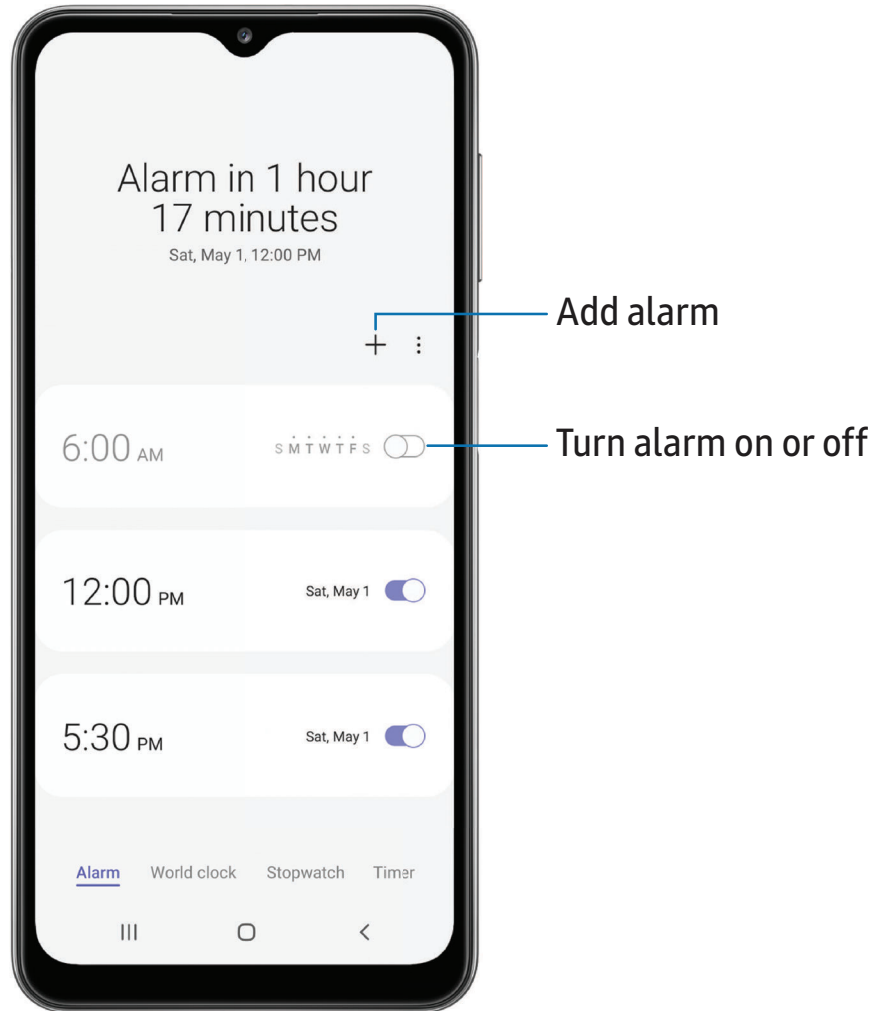 Alarm in 1 hour
17 minutes
Sat, May 1, 12:00 PM
Add alarm
6:00 AM
S M T W T F S
Turn alarm on or off
12:00 PM
Sat, May 1
5:30 PM
Sat, May 1
Alarm World clock Stopwatch Timer